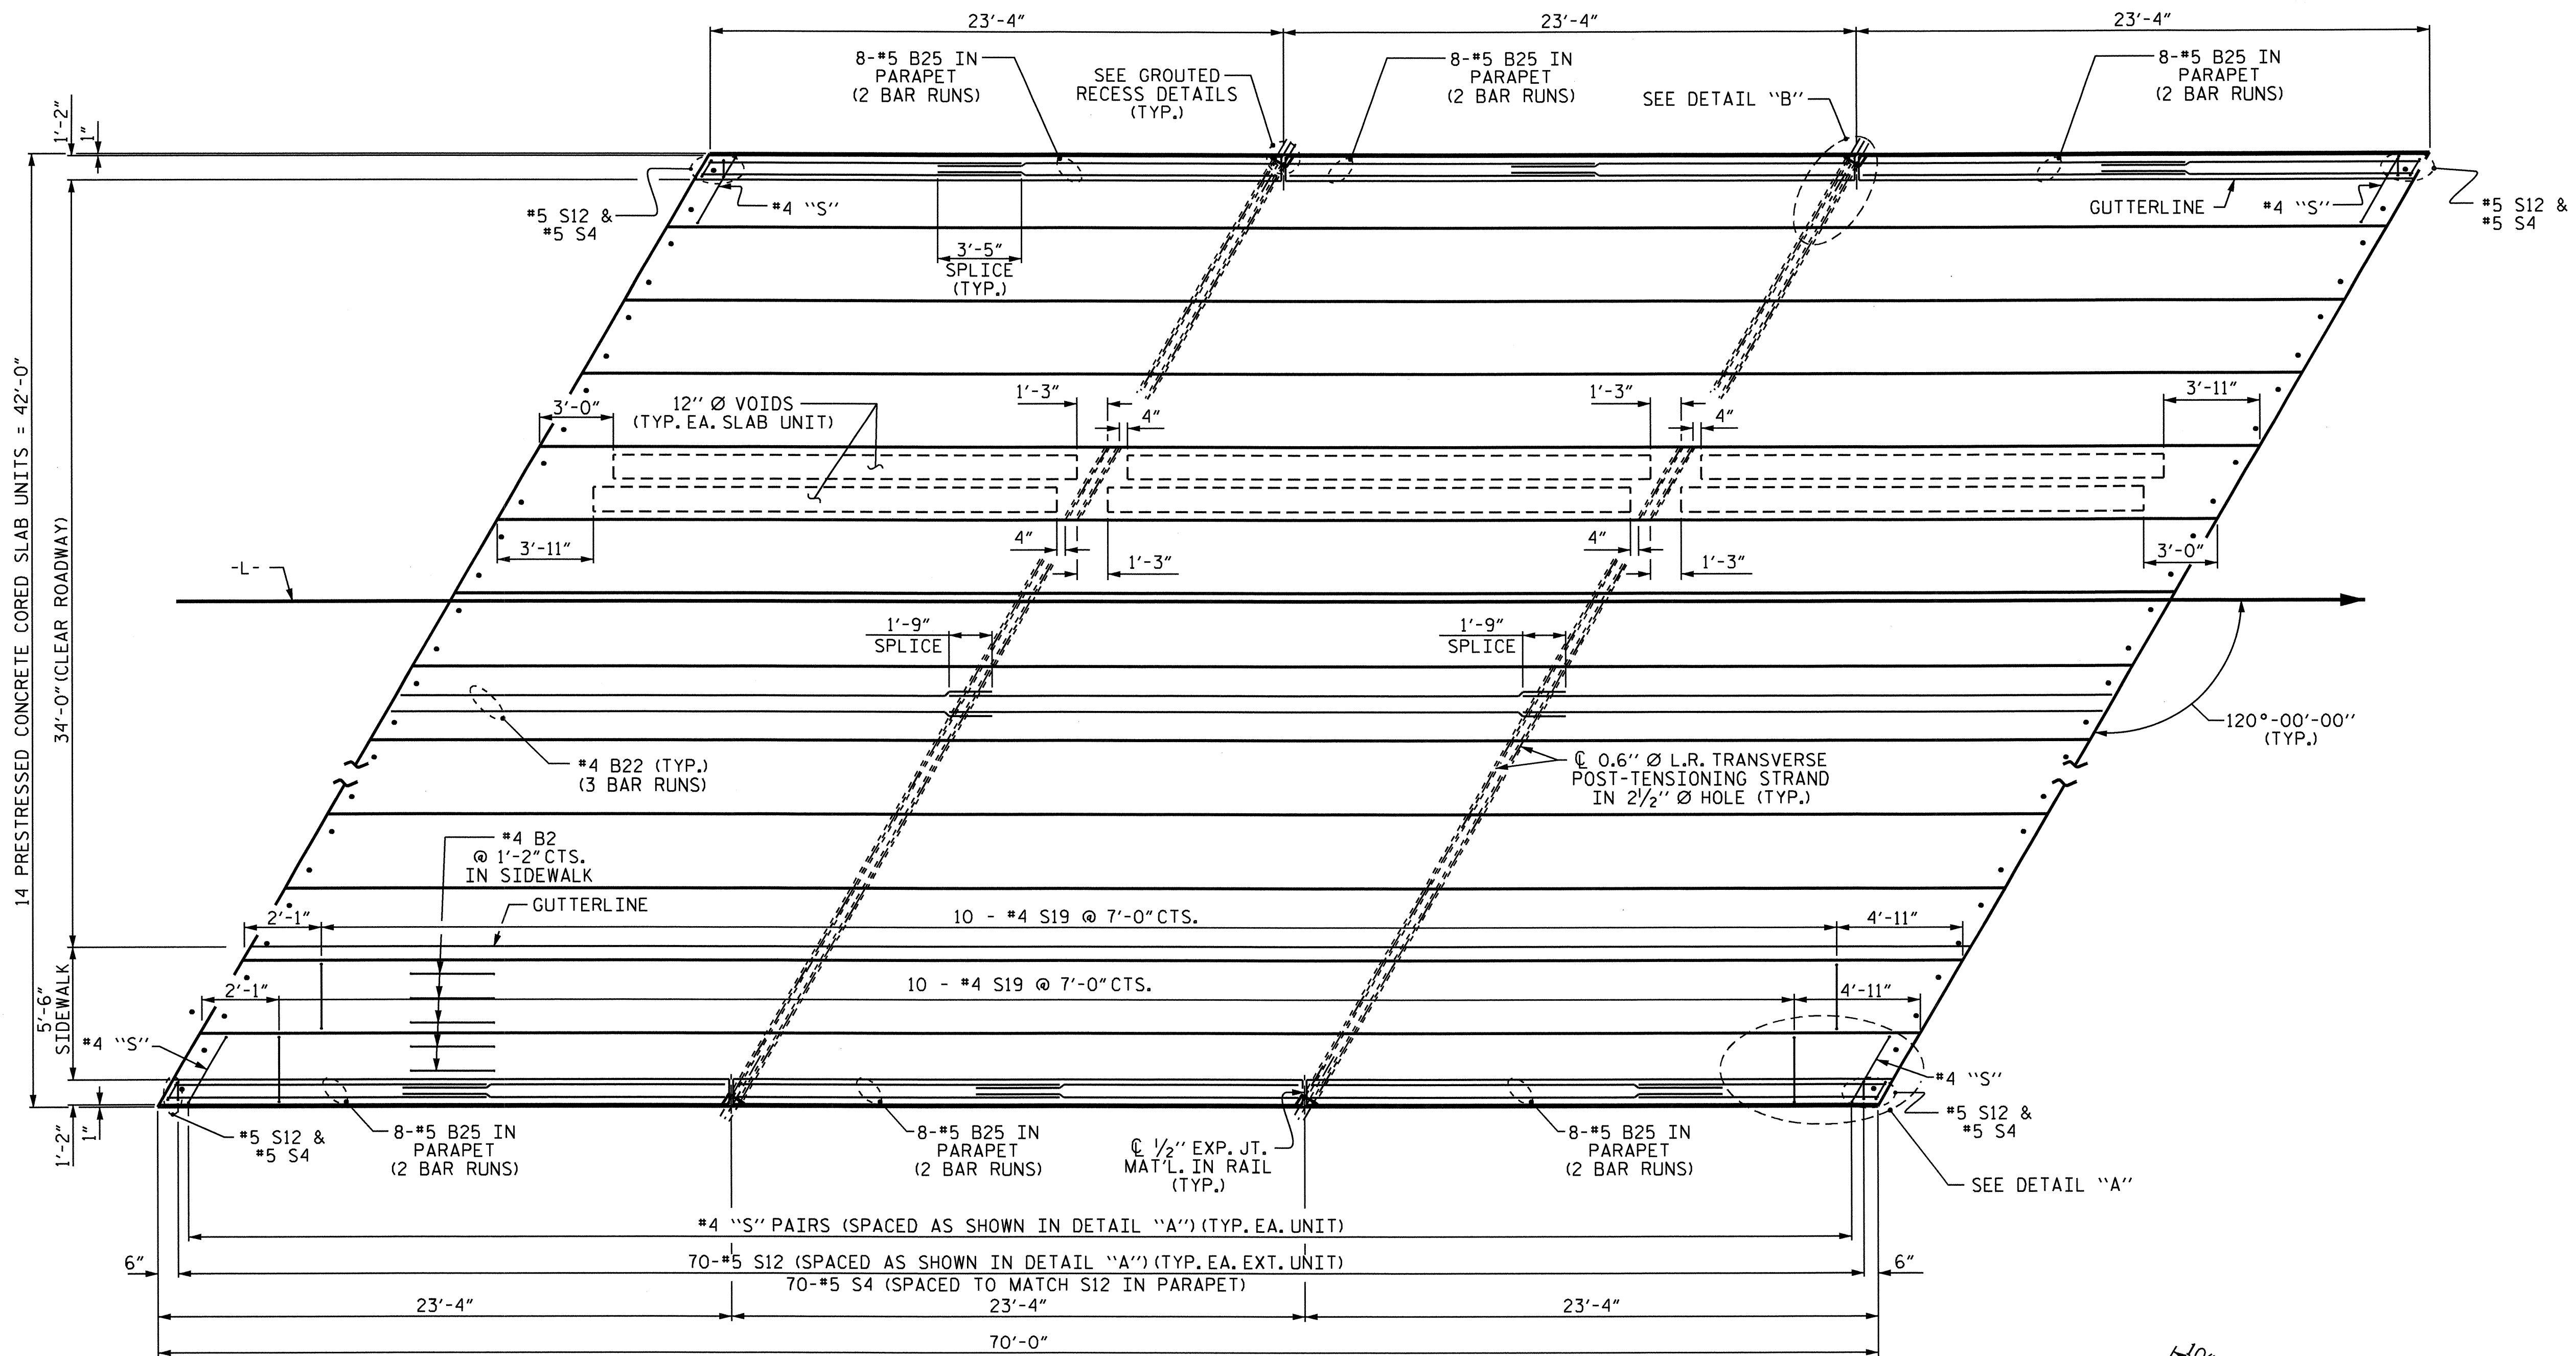 23'-4"
23'-4"
23'-4"
8-#5 B25 IN
PARAPET
(2 BAR RUNS)
SEE GROUTED
RECESS DETAILS
(TYP.)
8-#5 B25 IN
PARAPET
(2 BAR RUNS)
SEE DETAIL "B"
8-#5 B25 IN
PARAPET
(2 BAR RUNS)
1'-2"
1"
#5 S12 &
#5 S4
#4 "S"
3'-5"
SPLICE
(TYP.)
GUTTERLINE
#4 "S"
#5 S12 &
#5 S4
14 PRESTRESSED CONCRETE CORED SLAB UNITS = 42'-0"
34'-0" (CLEAR ROADWAY)
3'-0"
12" Ø VOIDS
(TYP. EA. SLAB UNIT)
1'-3"
4"
1'-3"
4"
3'-11"
3'-11"
4"
1'-3"
4"
1'-3"
3'-0"
-L-
1'-9"
SPLICE
1'-9"
SPLICE
120°-00'-00"
(TYP.)
#4 B22 (TYP.)
(3 BAR RUNS)
℄ 0.6" Ø L.R. TRANSVERSE
POST-TENSIONING STRAND
IN 2½" Ø HOLE (TYP.)
#4 B2
@ 1'-2" CTS.
IN SIDEWALK
GUTTERLINE
2'-1"
10 - #4 S19 @ 7'-0" CTS.
4'-11"
5'-6"
SIDEWALK
2'-1"
10 - #4 S19 @ 7'-0" CTS.
4'-11"
#4 "S"
#4 "S"
1'-2"
1"
#5 S12 &
#5 S4
8-#5 B25 IN
PARAPET
(2 BAR RUNS)
8-#5 B25 IN
PARAPET
(2 BAR RUNS)
℄ ½" EXP. JT.
MAT'L. IN RAIL
(TYP.)
8-#5 B25 IN
PARAPET
(2 BAR RUNS)
#5 S12 &
#5 S4
SEE DETAIL "A"
#4 "S" PAIRS (SPACED AS SHOWN IN DETAIL "A") (TYP. EA. UNIT)
6"
70-#5 S12 (SPACED AS SHOWN IN DETAIL "A") (TYP. EA. EXT. UNIT)
6"
70-#5 S4 (SPACED TO MATCH S12 IN PARAPET)
23'-4"
23'-4"
23'-4"
70'-0"